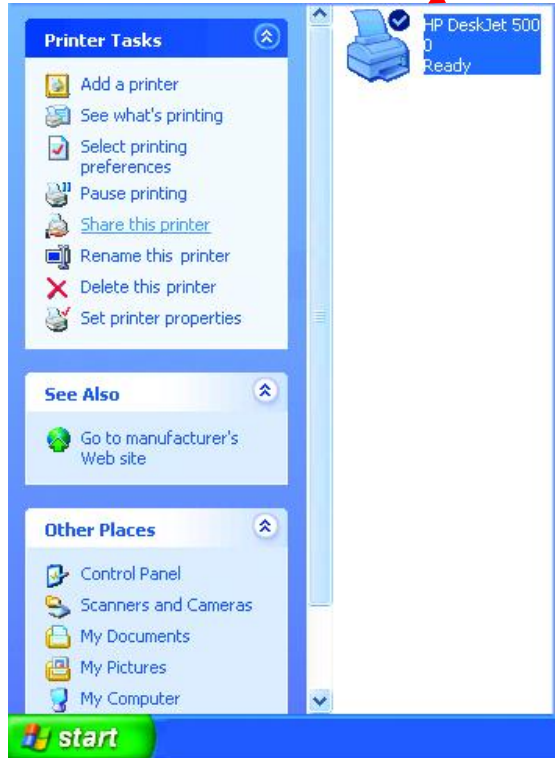 Printer Tasks
Add a printer
See what's printing
Select printing
preferences
Pause printing
Share this printer
Rename this printer
Delete this printer
Set printer properties
See Also
Go to manufacturer's
Web site
Other Places
Control Panel
Scanners and Cameras
My Documents
My Pictures
My Computer
HP DeskJet 500
0
Ready
start